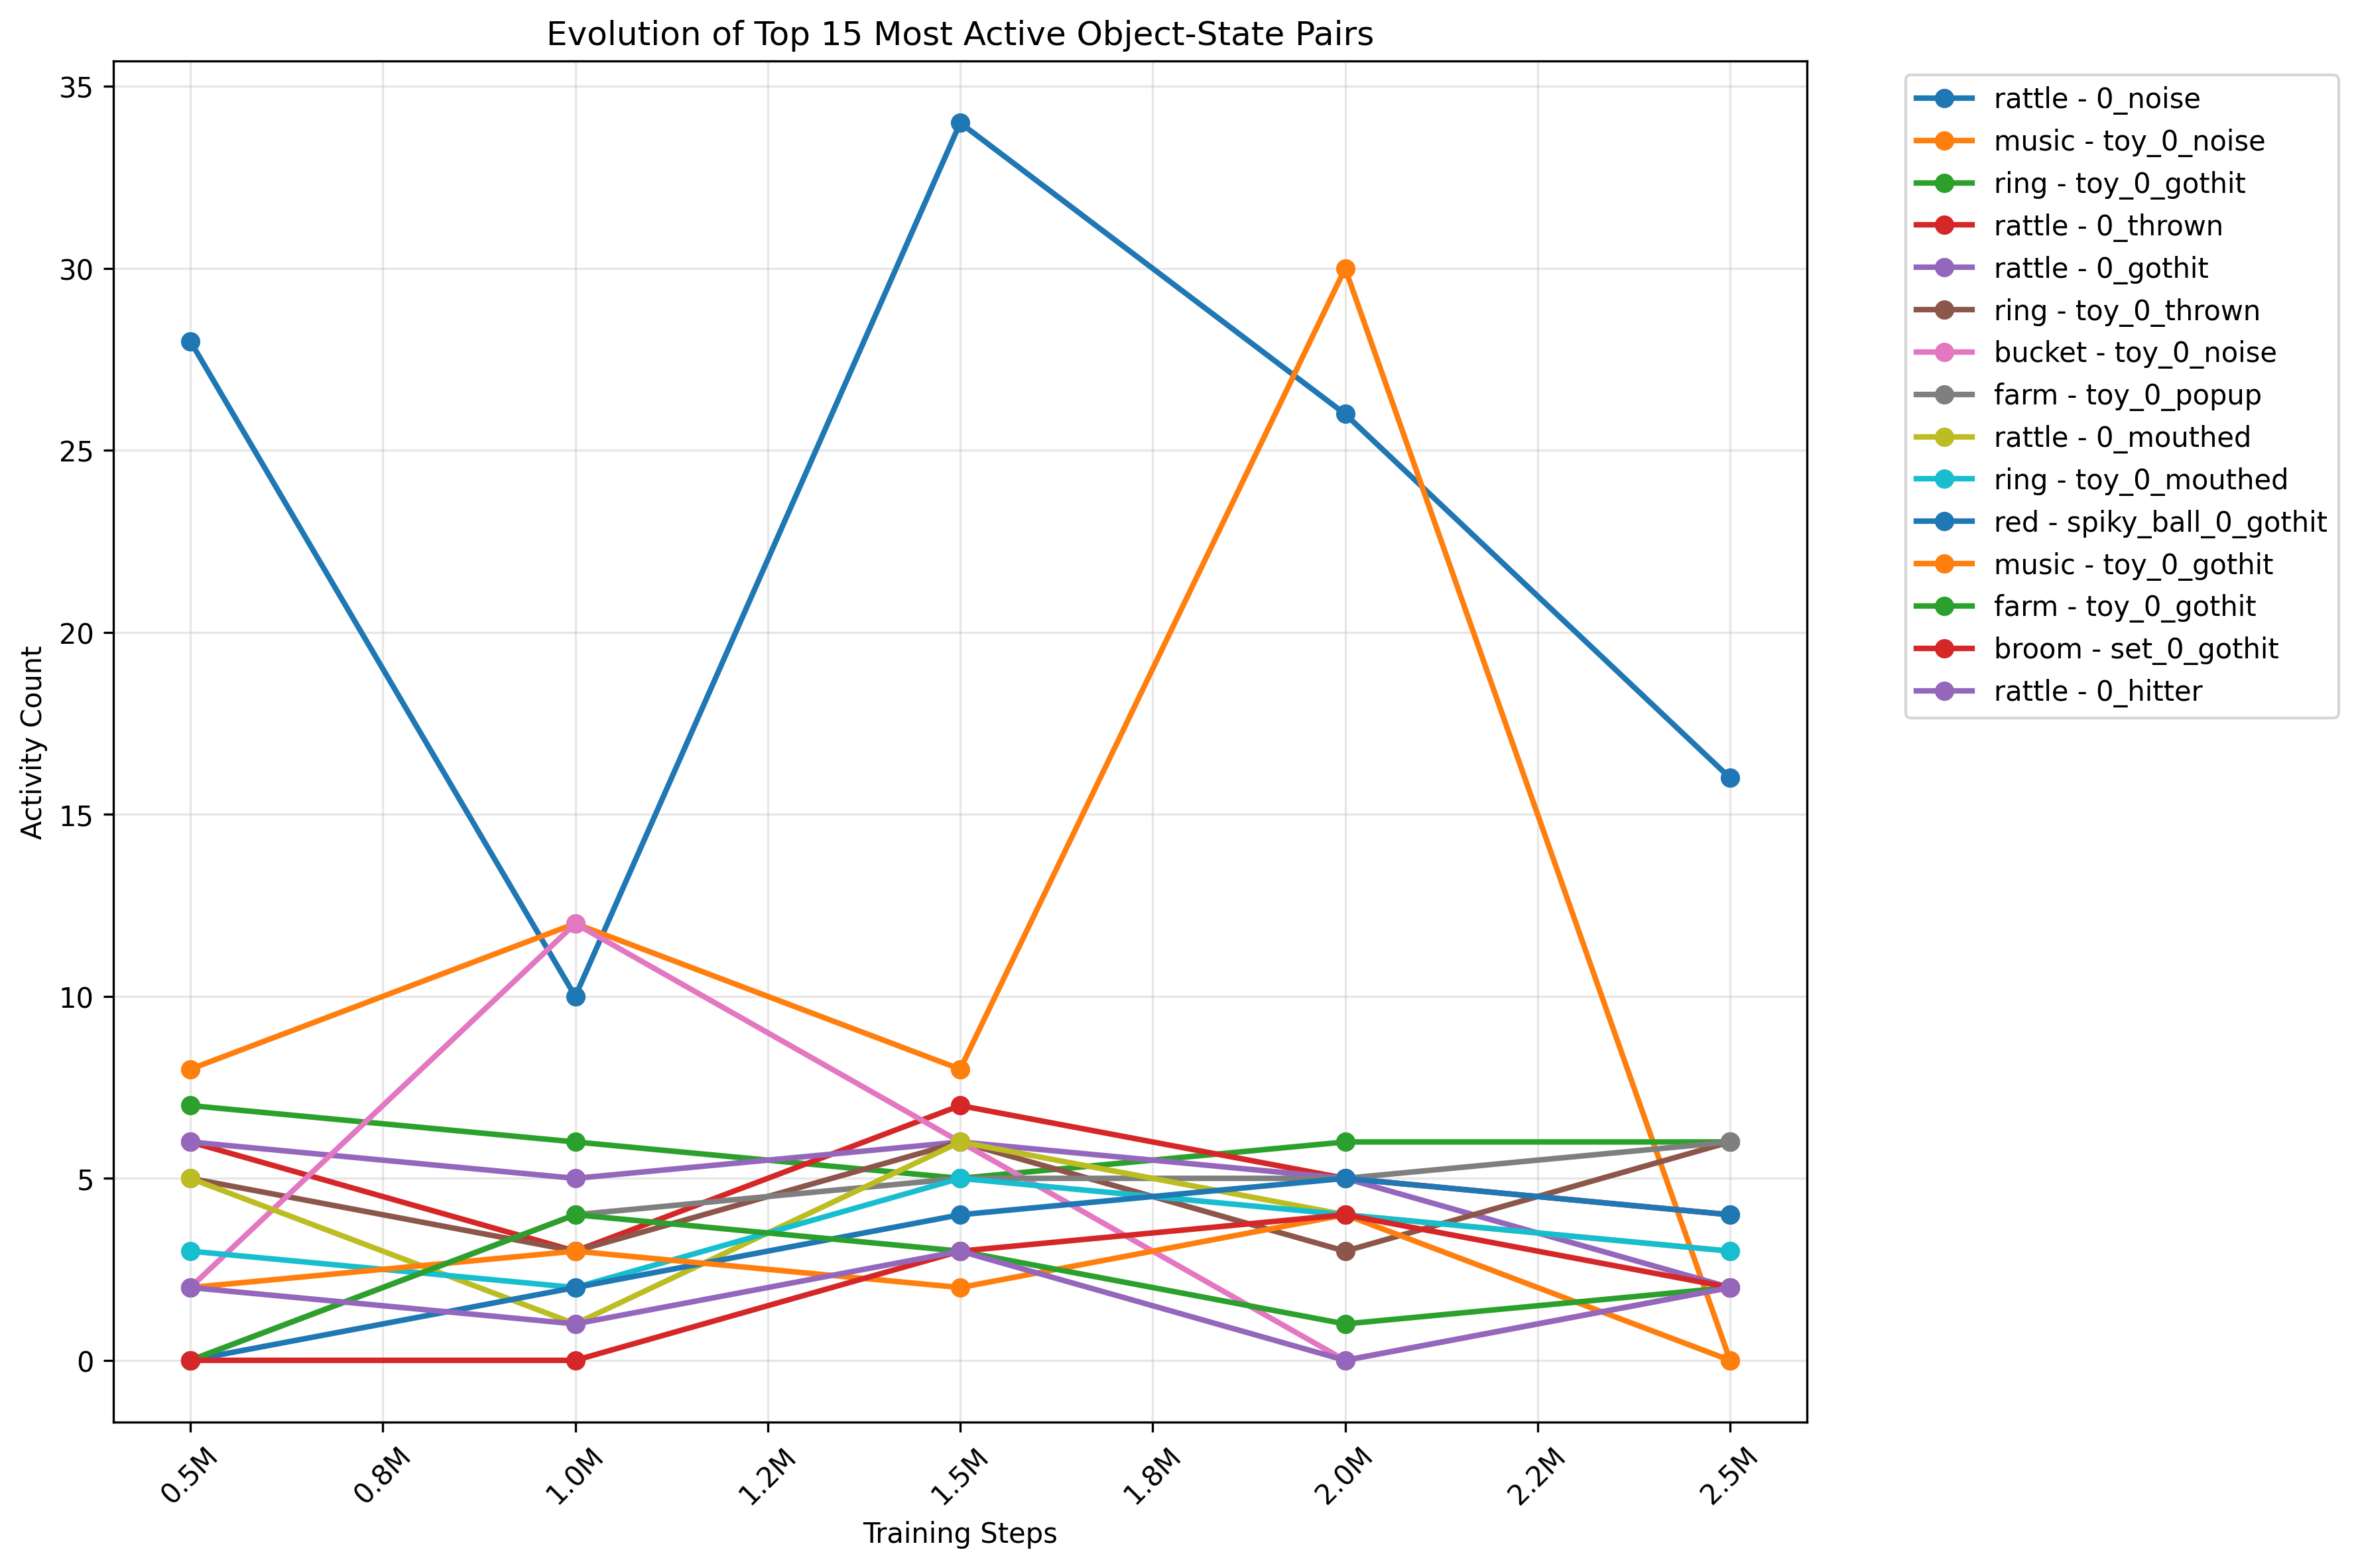 Evolution of Top 15 Most Active Object-State Pairs
35
30
25
20
15
10
5
0
Activity Count
0.5M
0.8M
1.0M
1.2M
1.5M
1.8M
2.0M
2.2M
2.5M
Training Steps
rattle - 0_noise
music - toy_0_noise
ring - toy_0_gothit
rattle - 0_thrown
rattle - 0_gothit
ring - toy_0_thrown
bucket - toy_0_noise
farm - toy_0_popup
rattle - 0_mouthed
ring - toy_0_mouthed
red - spiky_ball_0_gothit
music - toy_0_gothit
farm - toy_0_gothit
broom - set_0_gothit
rattle - 0_hitter